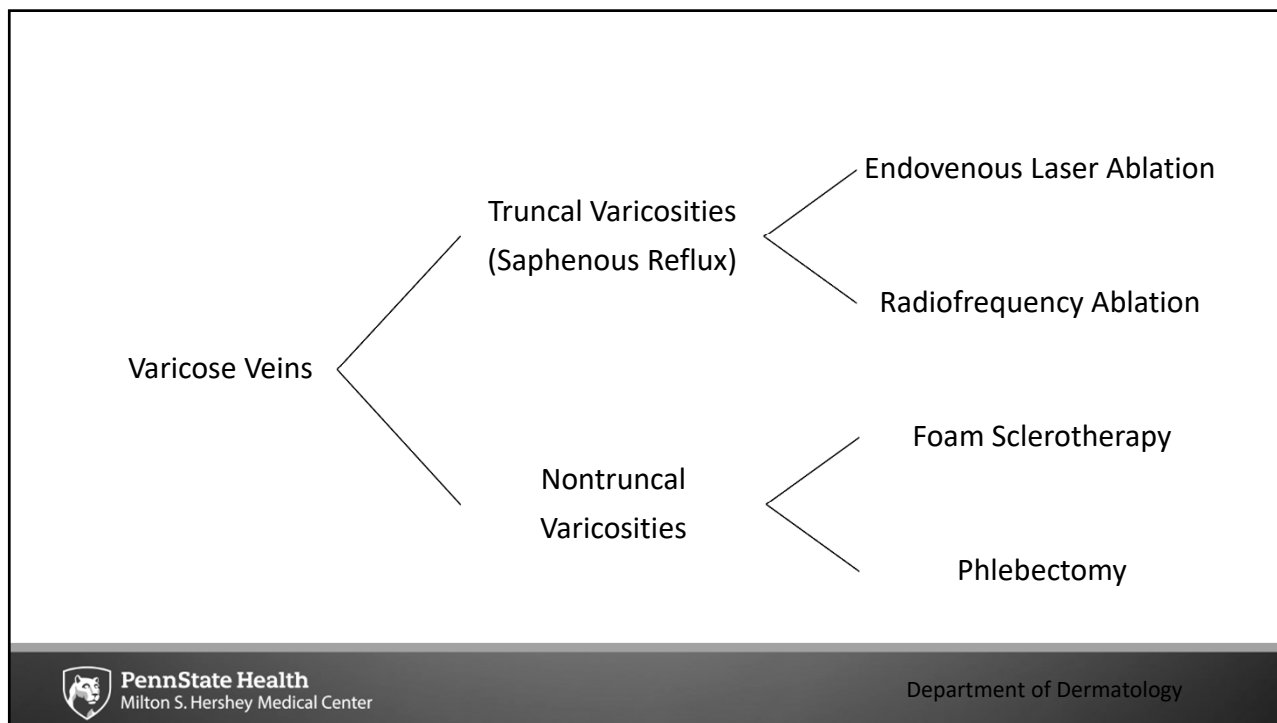 Endovenous Laser Ablation
Truncal Varicosities
(Saphenous Reflux)
Radiofrequency Ablation
Varicose Veins
Foam Sclerotherapy
Nontruncal
Varicosities
Phlebectomy
PennState Health
Milton S. Hershey Medical Center
Department of Dermatology